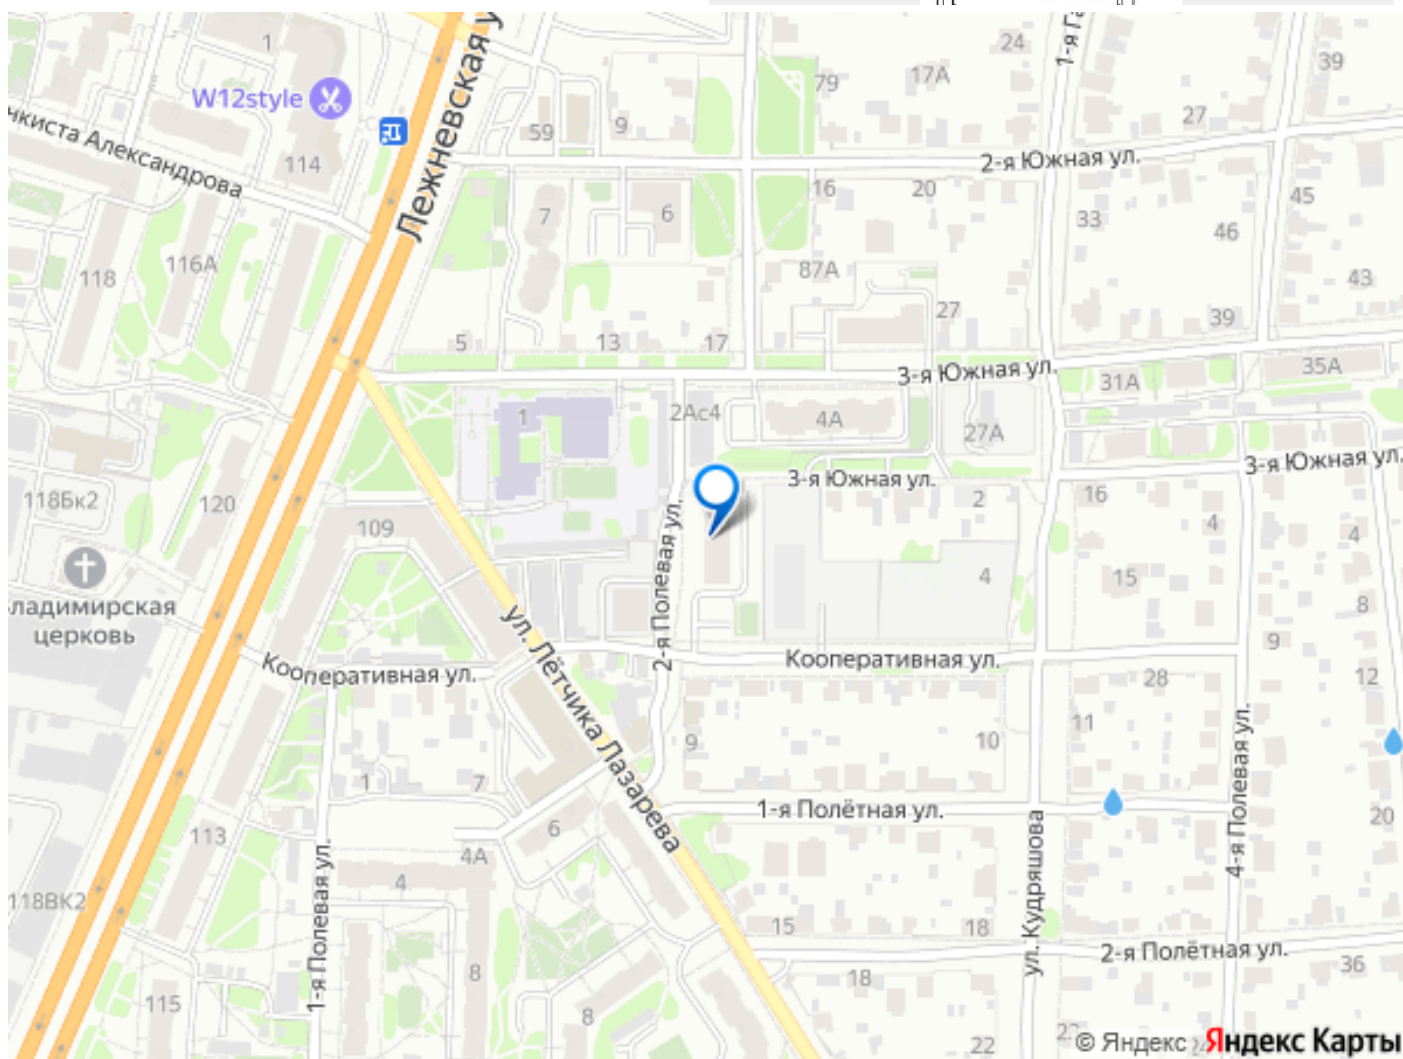 1
24
39
79
17А
W12style
Лежневская у
1-я Га
27
59
9
нкиста Александрова
114
2-я Южная ул.
16
20
45
7
6
33
46
118
116А
87А
43
27
39
5
13
17
3-я Южная ул.
35А
31А
1
2Ас4
4А
27А
3-я Южная ул.
3-я Южная ул.
118Бк2
120
109
2
16
4
4
2-я Полевая ул.
4
15
8
ладимирская
церковь
ул. Лётчика Лазарева
9
Кооперативная ул.
Кооперативная ул.
28
12
11
9
10
1
7
1-я Полётная ул.
4-я Полевая ул.
113
6
20
4А
4
118ВК2
1-я Полевая ул.
ул. Кудряшова
15
18
2-я Полётная ул.
36
8
18
115
8
22
© Яндекс
Яндекс Карты